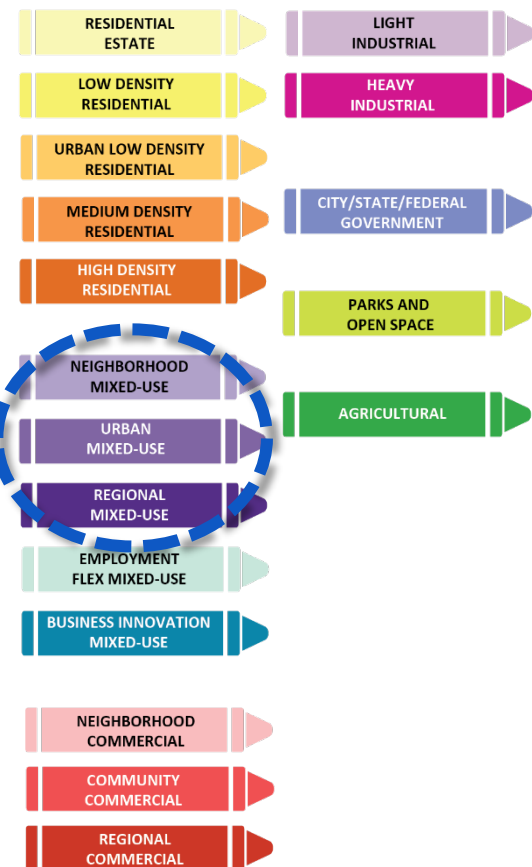 RESIDENTIAL
ESTATE
LOW DENSITY
RESIDENTIAL
URBAN LOW DENSITY
RESIDENTIAL
MEDIUM DENSITY
RESIDENTIAL
HIGH DENSITY
RESIDENTIAL
NEIGHBORHOOD
MIXED-USE
URBAN
MIXED-USE
REGIONAL
MIXED-USE
EMPLOYMENT
FLEX MIXED-USE
BUSINESS INNOVATION
MIXED-USE
NEIGHBORHOOD
COMMERCIAL
COMMUNITY
COMMERCIAL
REGIONAL
COMMERCIAL
LIGHT
INDUSTRIAL
HEAVY
INDUSTRIAL
CITY/STATE/FEDERAL
GOVERNMENT
PARKS AND
OPEN SPACE
AGRICULTURAL